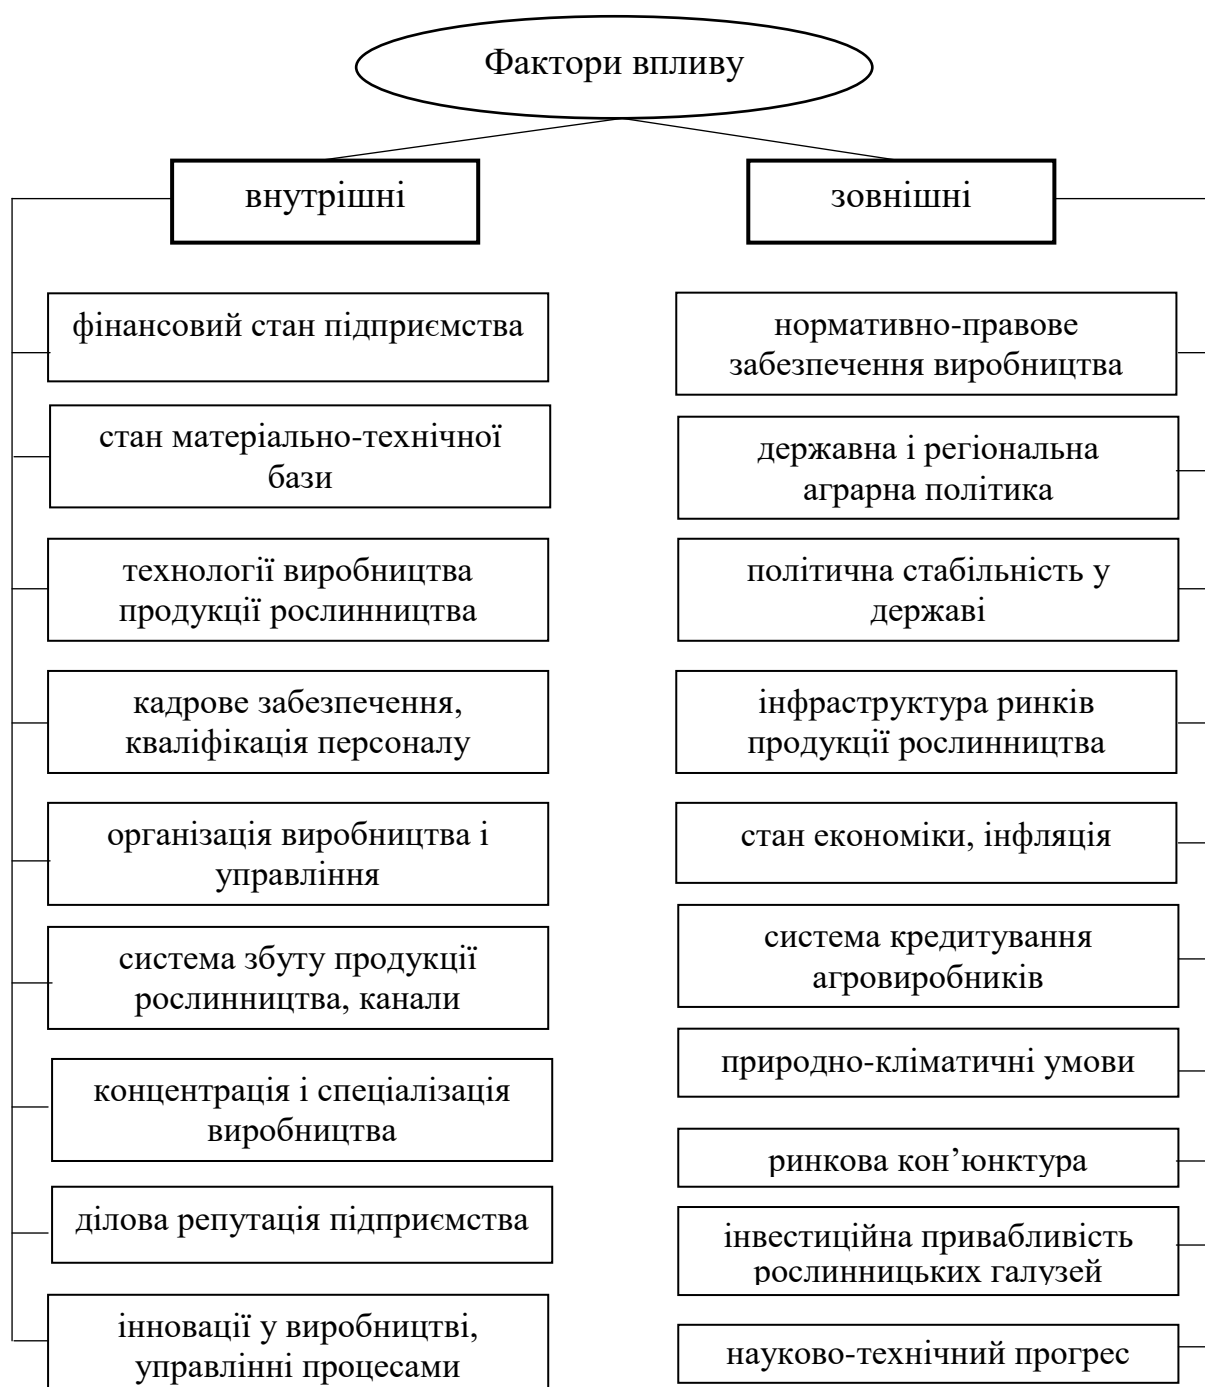 Фактори впливу
внутрішні
зовнішні
фінансовий стан підприємства
стан матеріально-технічної
бази
технології виробництва
продукції рослинництва
кадрове забезпечення,
кваліфікація персоналу
організація виробництва і
управління
система збуту продукції
рослинництва, канали
концентрація і спеціалізація
виробництва
ділова репутація підприємства
інновації у виробництві,
управлінні процесами
нормативно-правове
забезпечення виробництва
державна і регіональна
аграрна політика
політична стабільність у
державі
інфраструктура ринків
продукції рослинництва
стан економіки, інфляція
система кредитування
агровиробників
природно-кліматичні умови
ринкова кон’юнктура
інвестиційна привабливість
рослинницьких галузей
науково-технічний прогрес